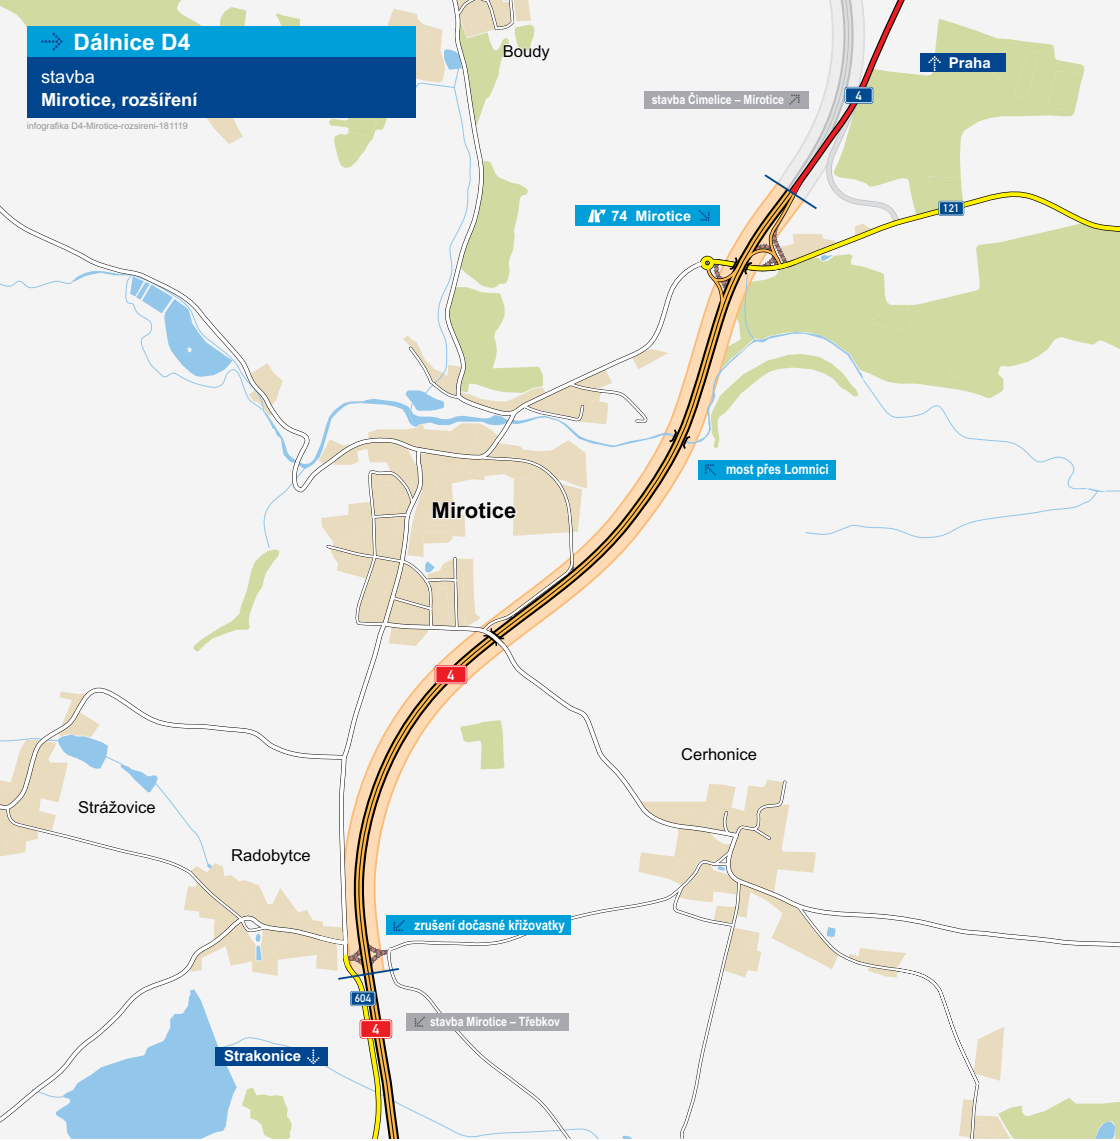 Dálnice D4
stavba
Mirotice, rozšíření
infografika D4-Mirotice-rozsireni-181119
Boudy
Praha
stavba Čimelice – Mirotice
4
121
74 Mirotice
most přes Lomnici
Mirotice
4
Cerhonice
Strážovice
Radobytce
zrušení dočasné křižovatky
604
stavba Mirotice – Třebkov
4
Strakonice